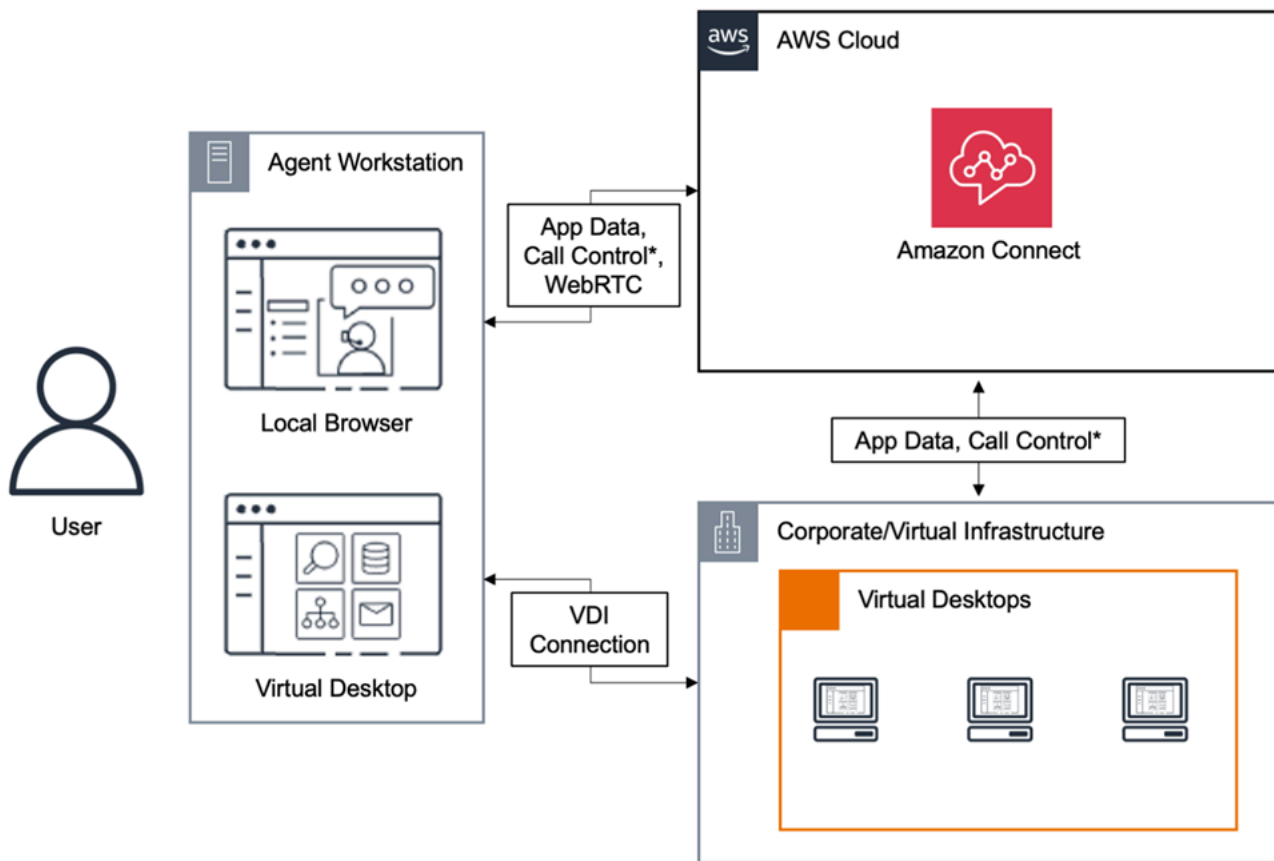 aws
AWS Cloud
Agent Workstation
App Data,
Call Control*,
WebRTC
Amazon Connect
Local Browser
App Data, Call Control*
User
Corporate/Virtual Infrastructure
Virtual Desktops
VDI
Connection
Virtual Desktop